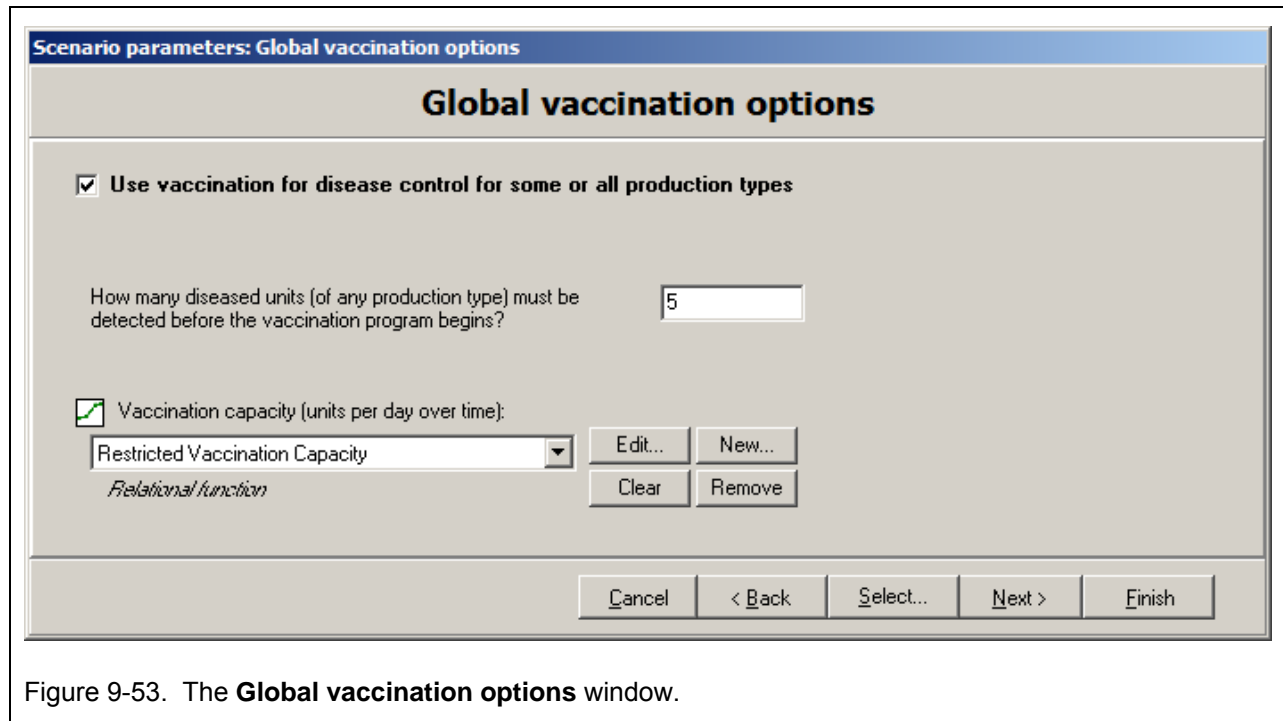 Scenario parameters: Global vaccination options
Global vaccination options
Use vaccination for disease control for some or all production types
How many diseased units (of any production type) must be
detected before the vaccination program begins?
5
Vaccination capacity (units per day over time):
Restricted Vaccination Capacity
Edit...
New...
Relational function
Clear
Remove
Cancel
< Back
Select...
Next >
Finish
Figure 9-53. The Global vaccination options window.